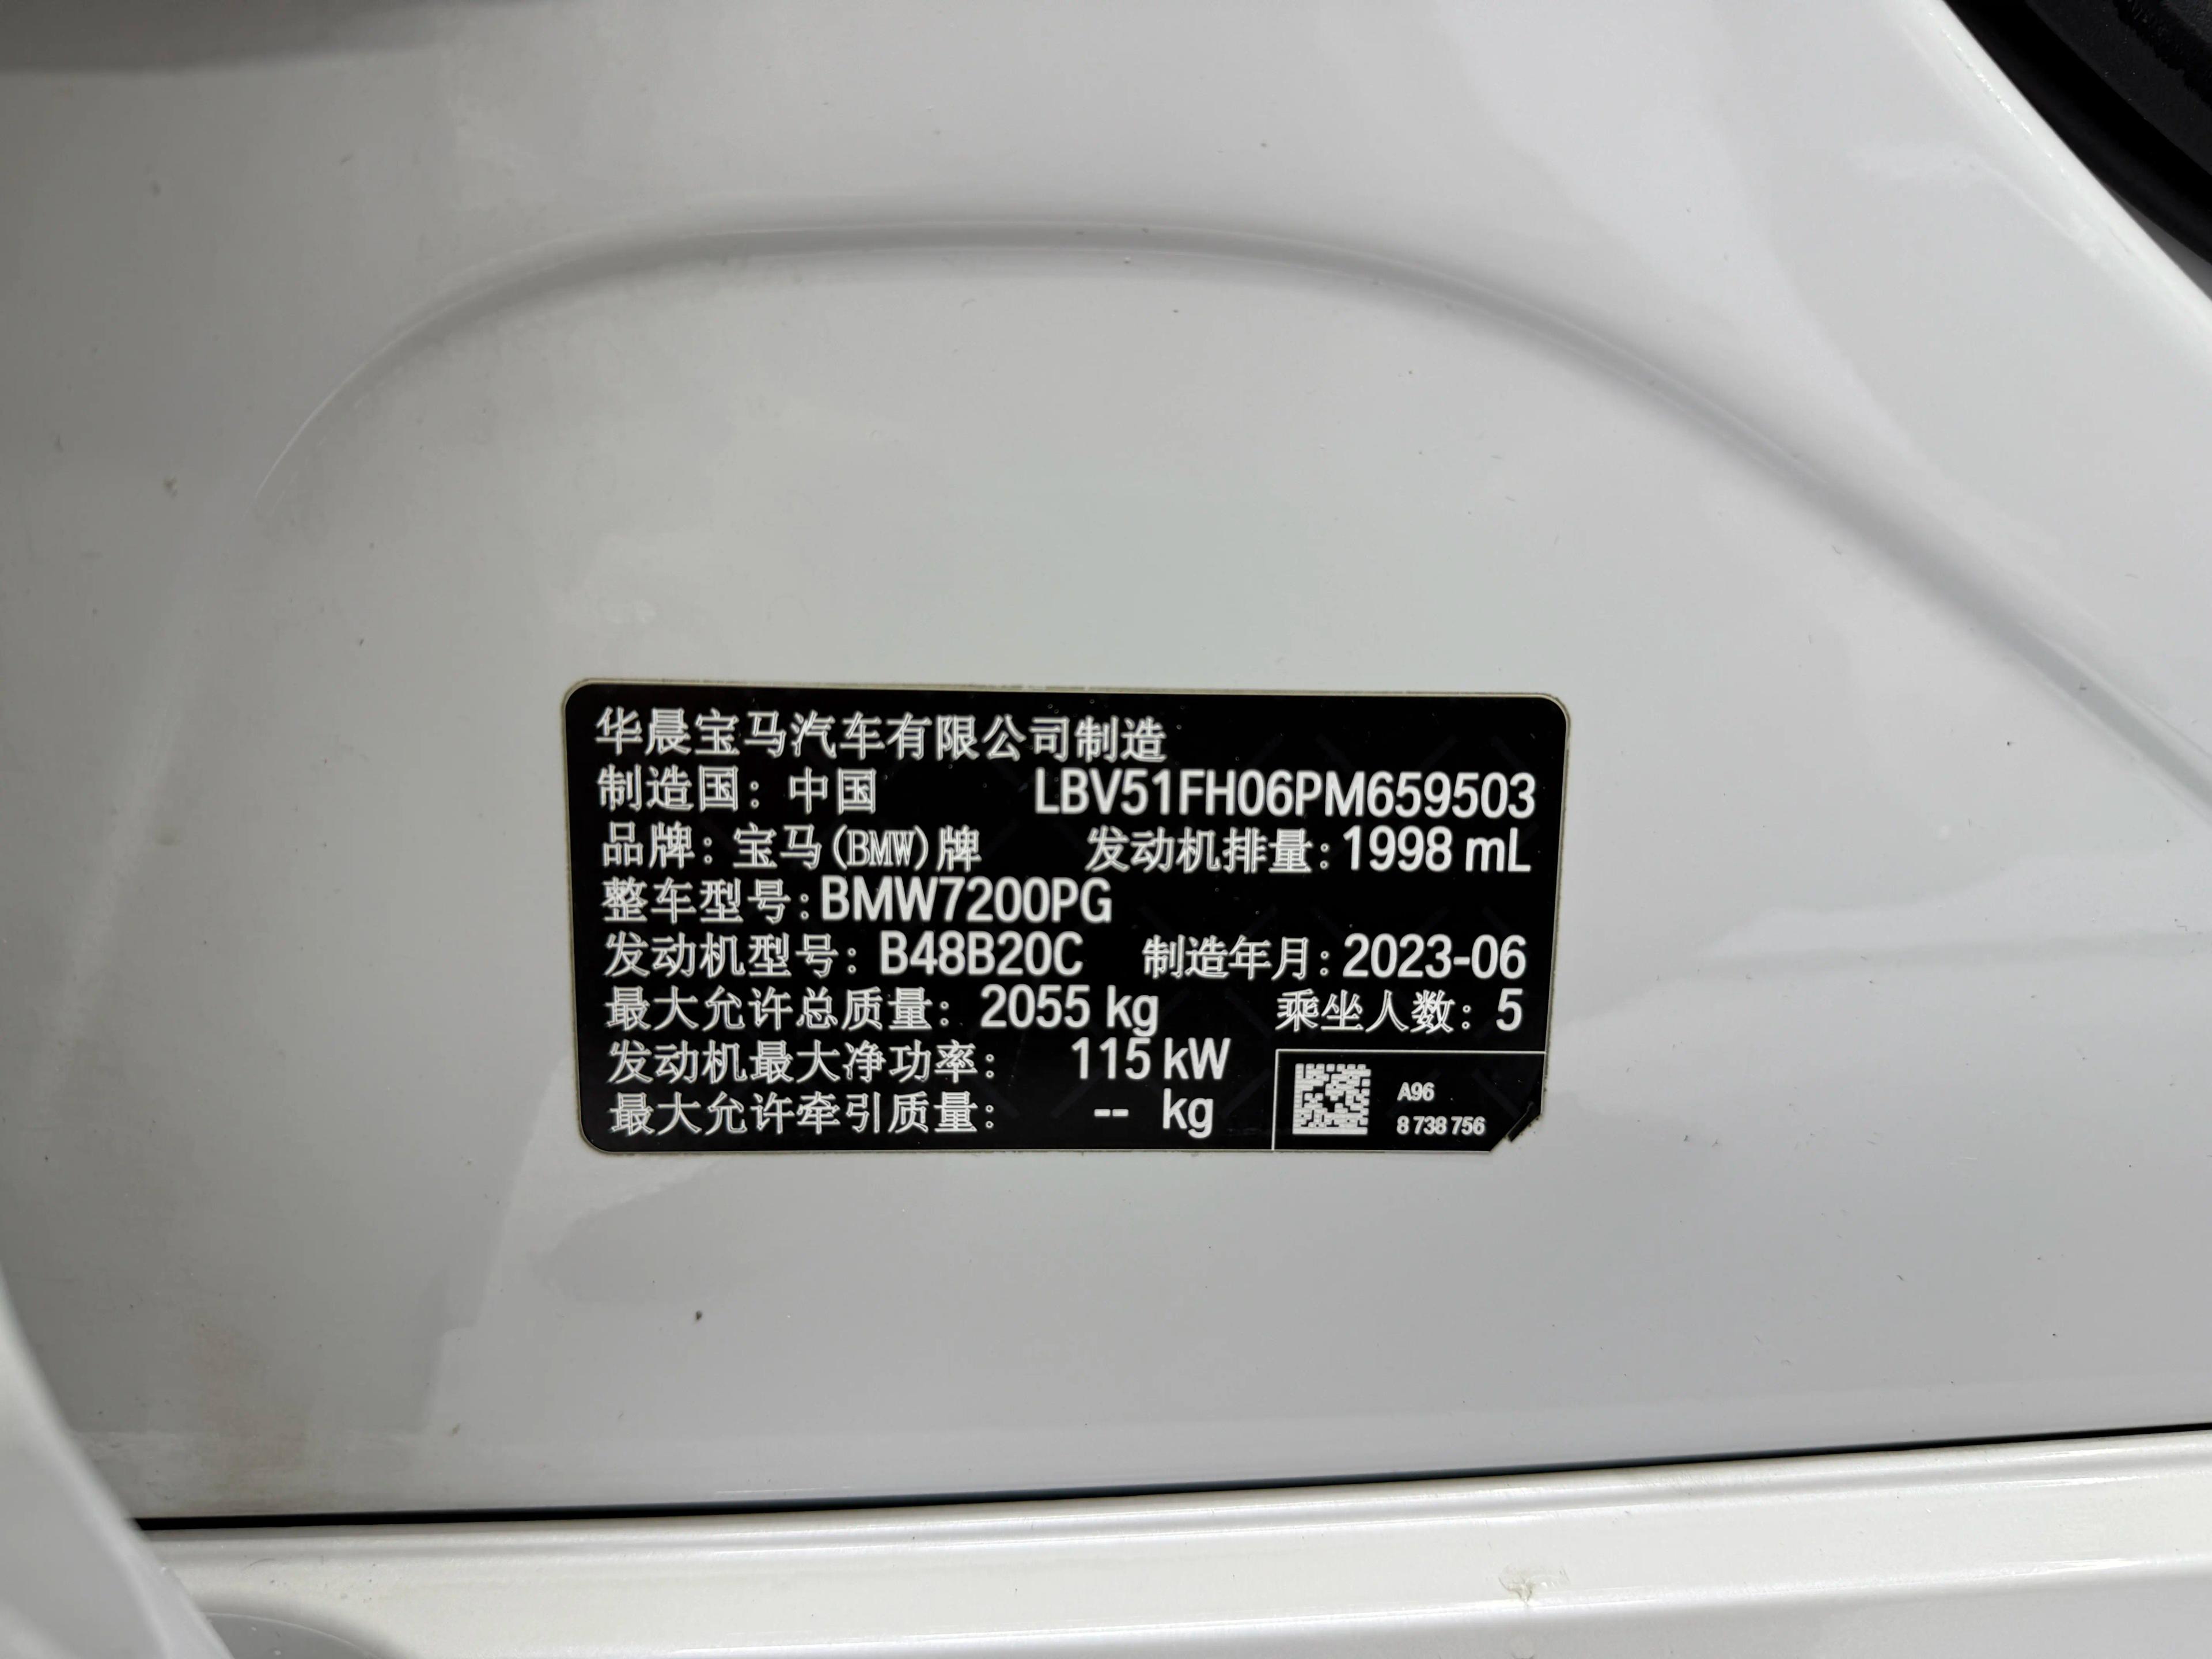 华晨宝马汽车有限公司制造
制造国：中国 LBV51FH06PM659503
品牌：宝马(BMW)牌 发动机排量：1998 mL
整车型号：BMW7200PG
发动机型号：B48B20C 制造年月：2023-06
最大允许总质量：2055 kg 乘坐人数：5
发动机最大净功率：115 kW
最大允许牵引质量：-- kg
A96
8 738 756